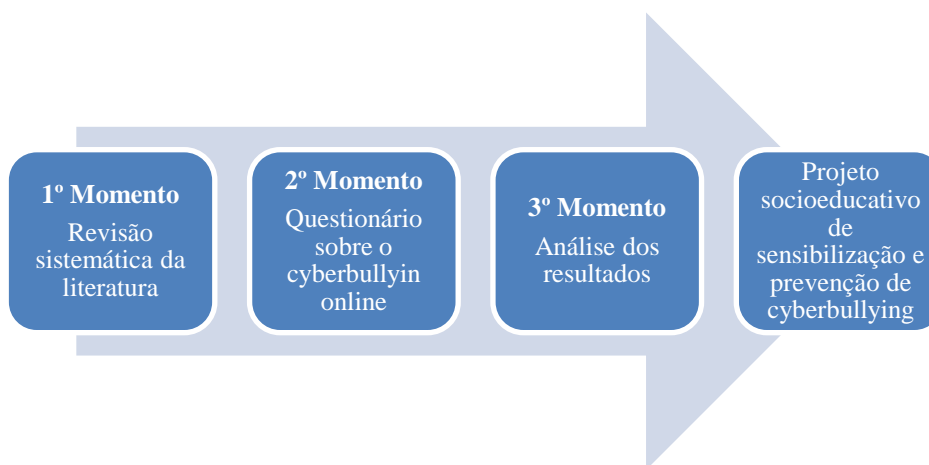 1º Momento
Revisão
sistemática da
literatura
2º Momento
Questionário
sobre o
cyberbullyin
online
3º Momento
Análise dos
resultados
Projeto
socioeducativo
de
sensibilização e
prevenção de
cyberbullying